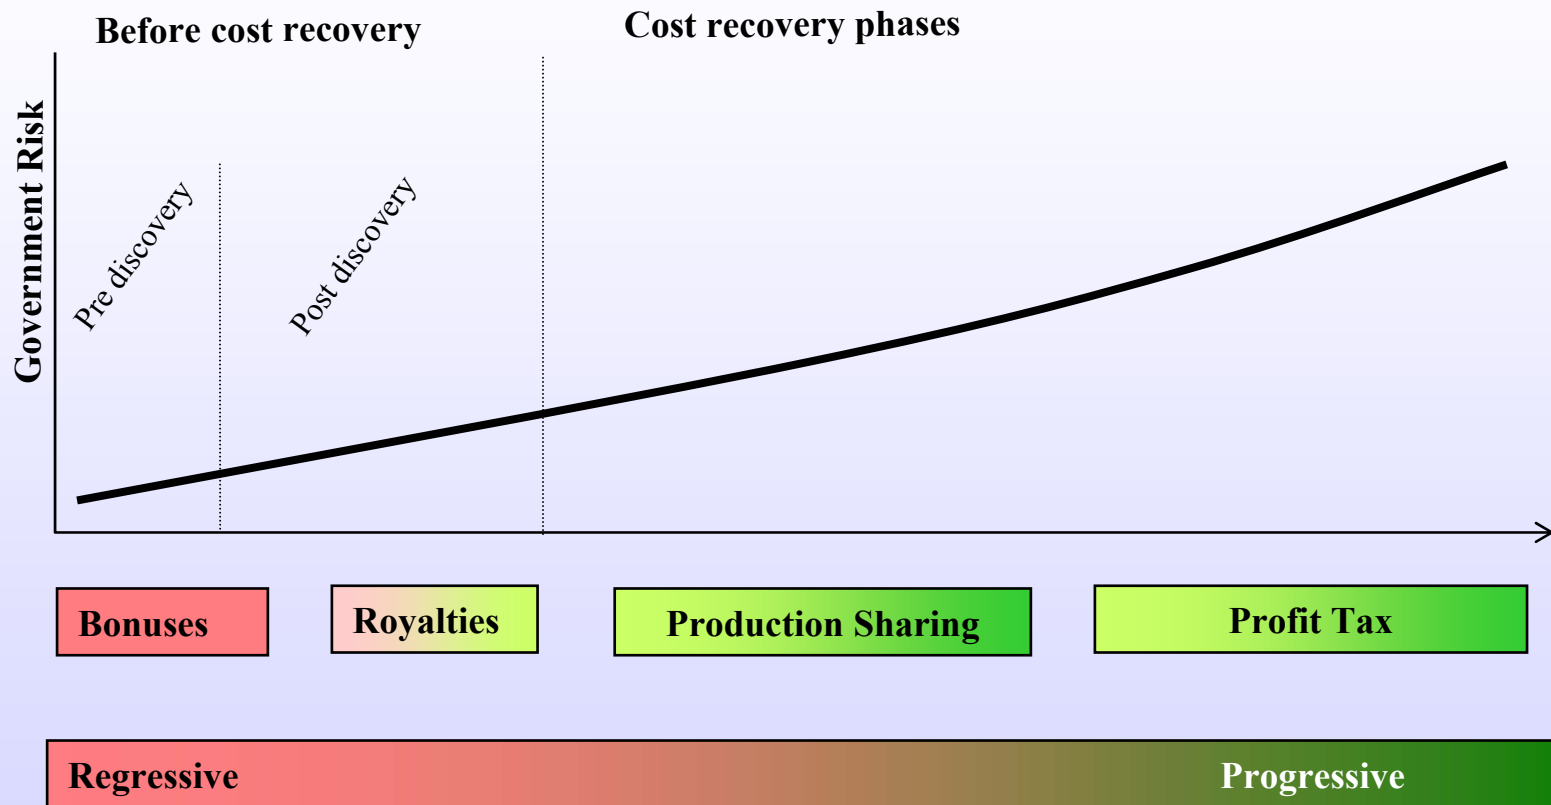 Before cost recovery
Cost recovery phases
Government Risk
Pre discovery
Post discovery
Bonuses
Royalties
Production Sharing
Profit Tax
Regressive
Progressive